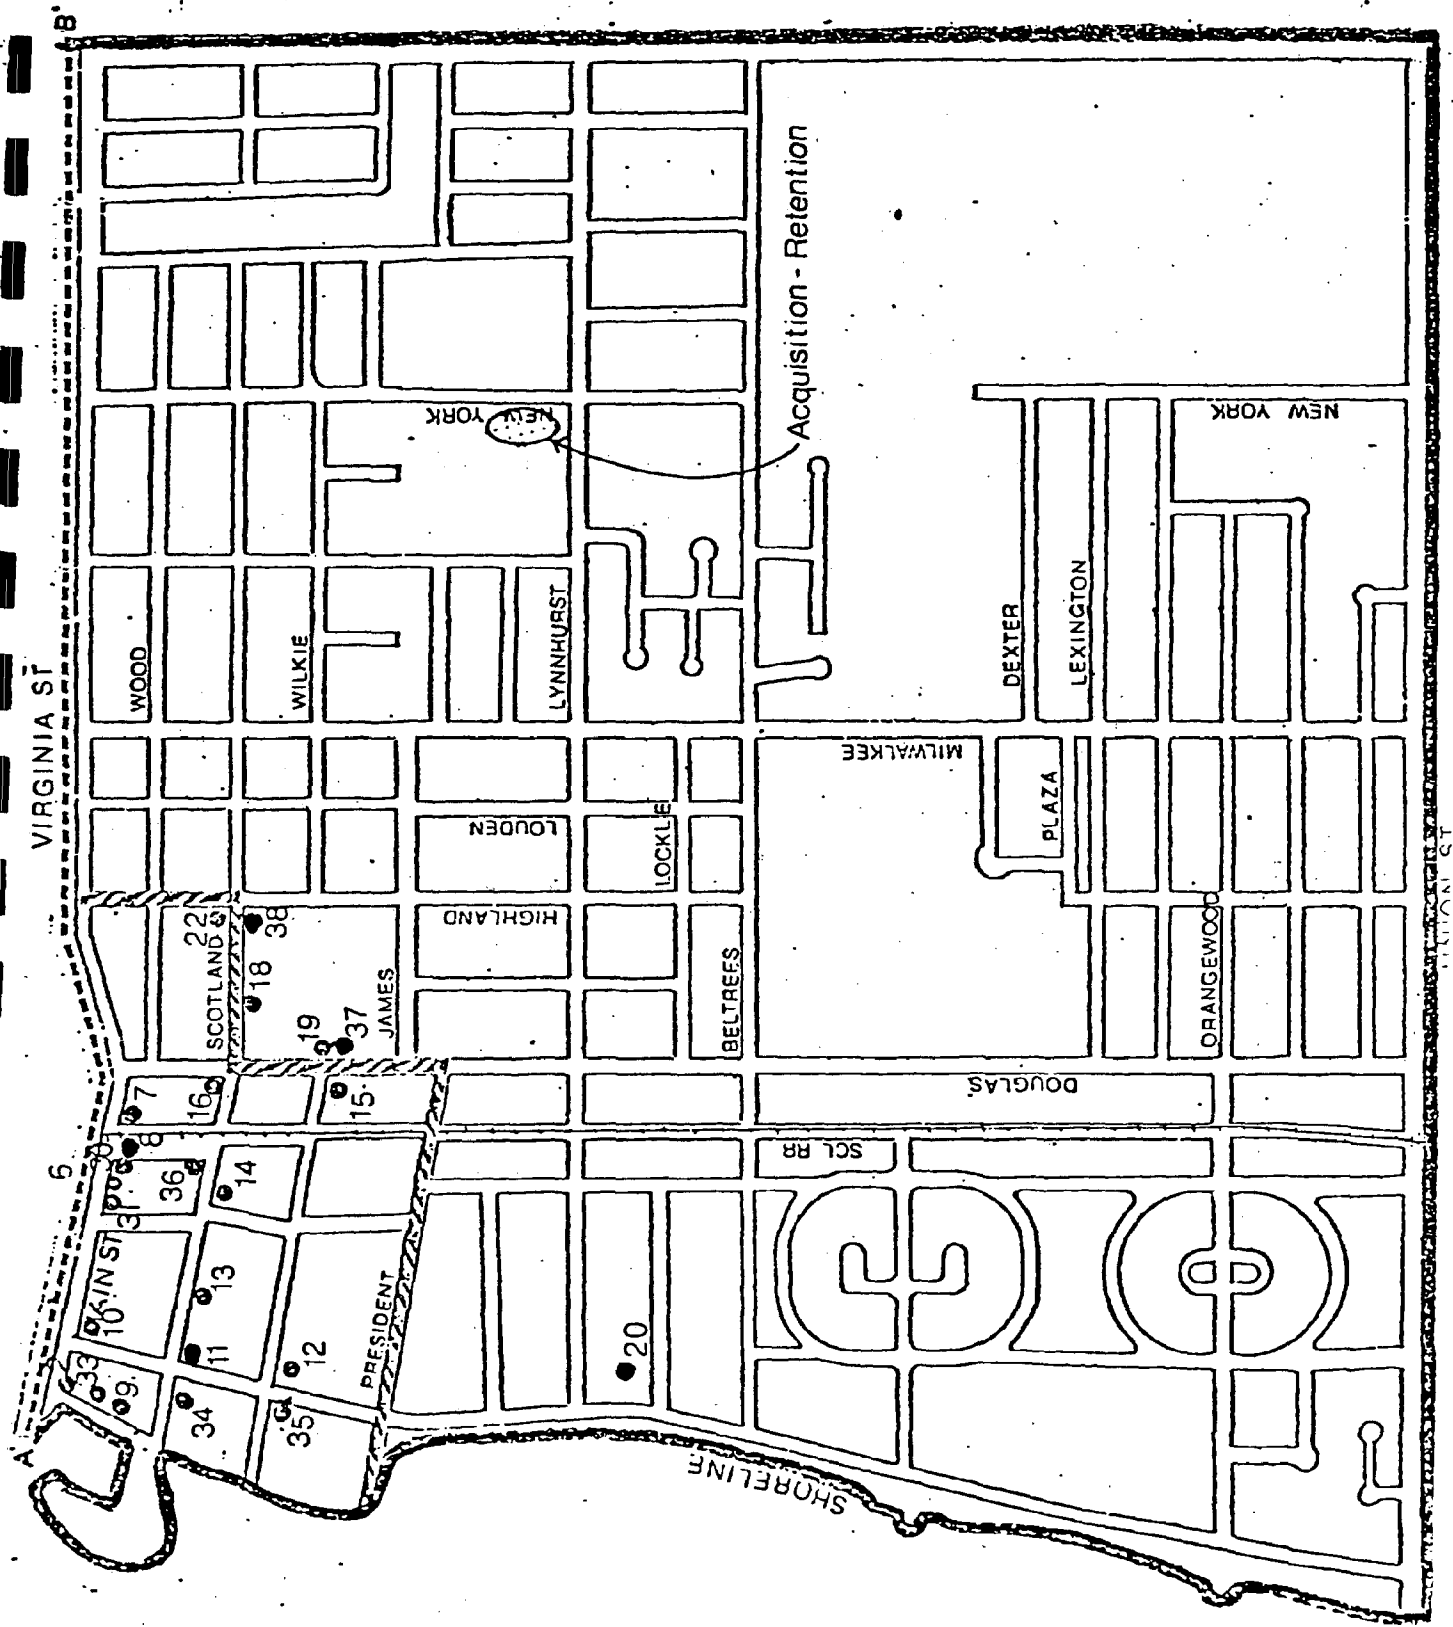 B
VIRGINIA ST
Acquisition - Retention
NEW YORK
NEW YORK
WOOD
WILKIE
LYNNHURST
DEXTER
LEXINGTON
MILWALKEE
PLAZA
LOUDEN
LOCKLIE
HIGHLAND
SCOTLAND
22
38
18
19
37
JAMES
BELTREES
ORANGEWOOD
DOUGLAS
7
16
15
8
6
36
14
31
SCL RR
MAIN ST
10
13
11
12
PRESIDENT
33
9
34
35
20
A
SHORELINE
ST